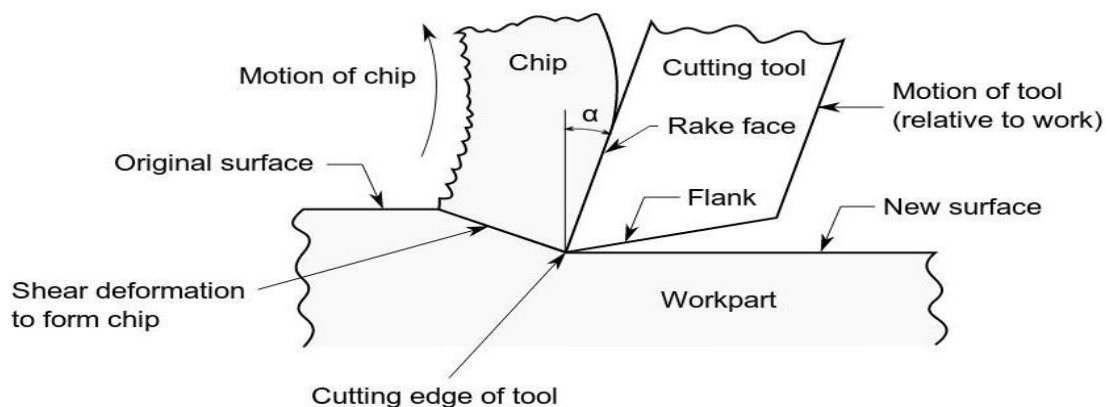 Chip
Cutting tool
Motion of chip
α
Motion of tool
(relative to work)
Rake face
Original surface
Flank
New surface
Shear deformation
to form chip
Workpart
Cutting edge of tool